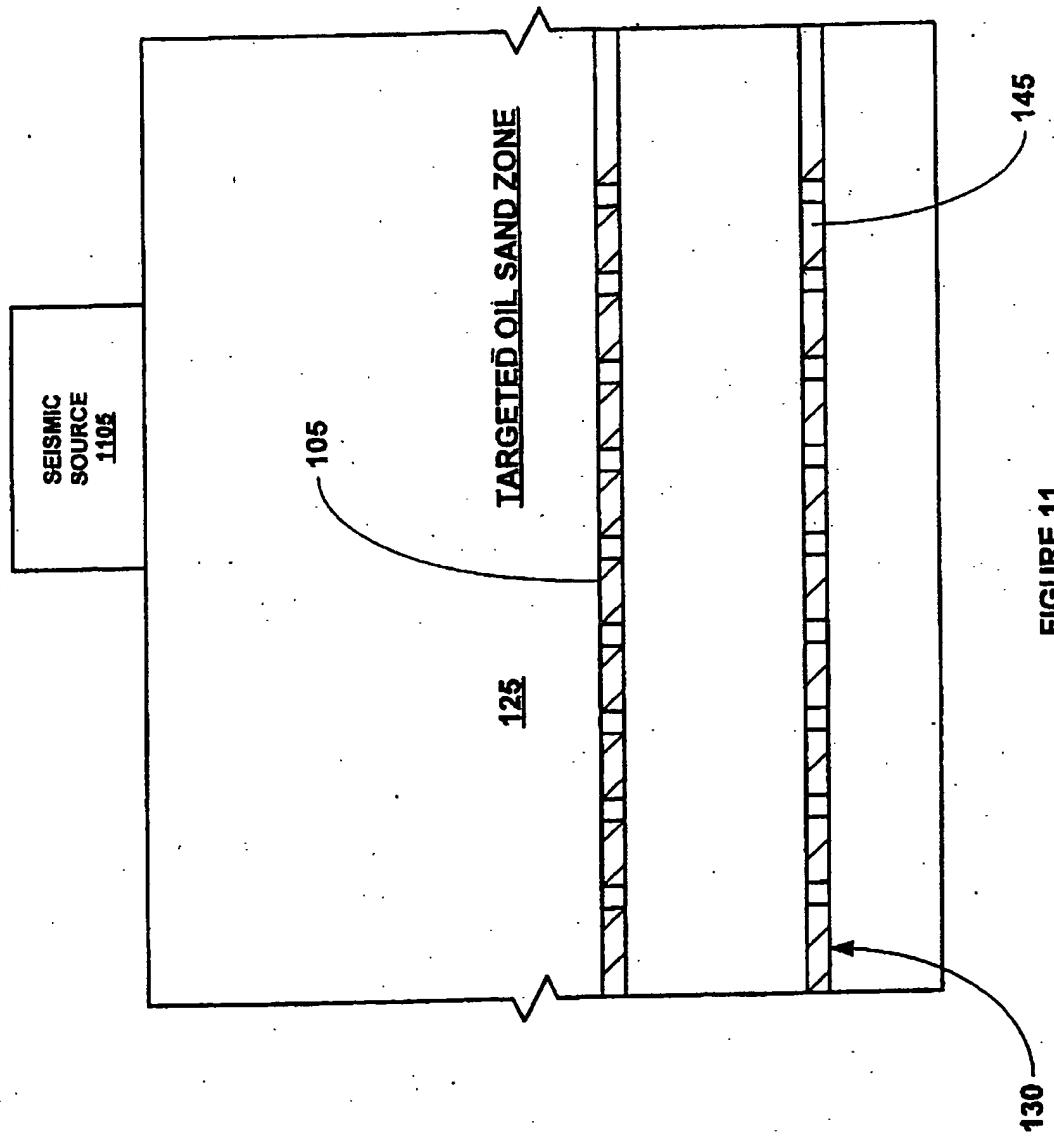 SEISMIC
SOURCE
1105
105
TARGETED OIL SAND ZONE
125
145
130
FIGURE 11